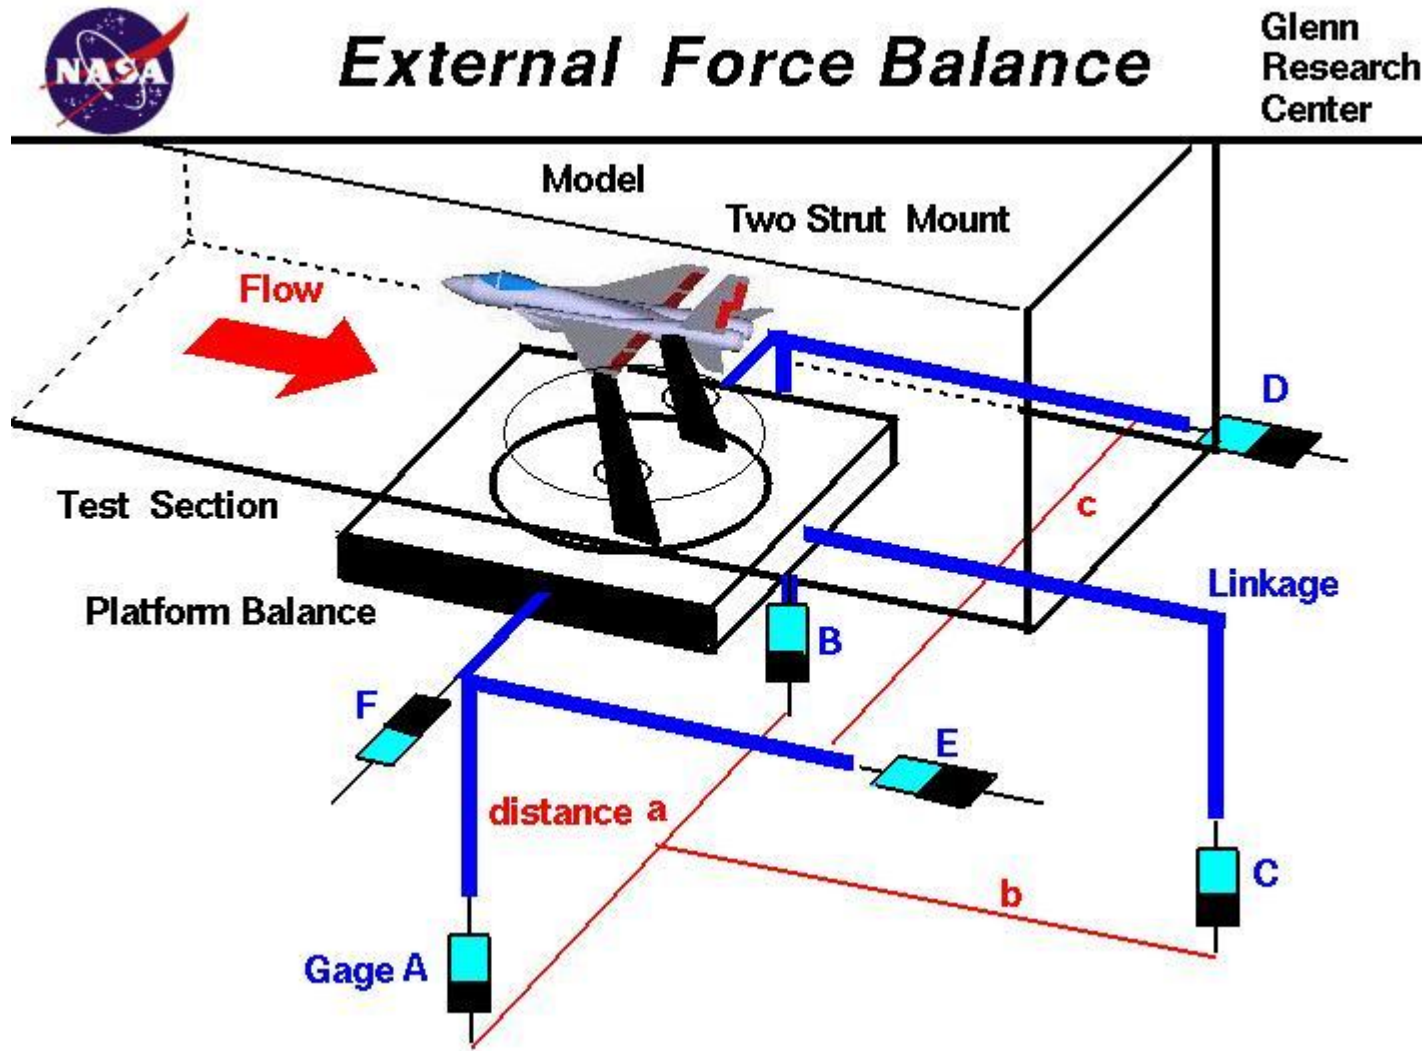 NASA
External Force Balance
Glenn
Research
Center
Model
Two Strut Mount
Flow
D
c
Test Section
Linkage
Platform Balance
B
F
E
distance a
b
C
Gage A